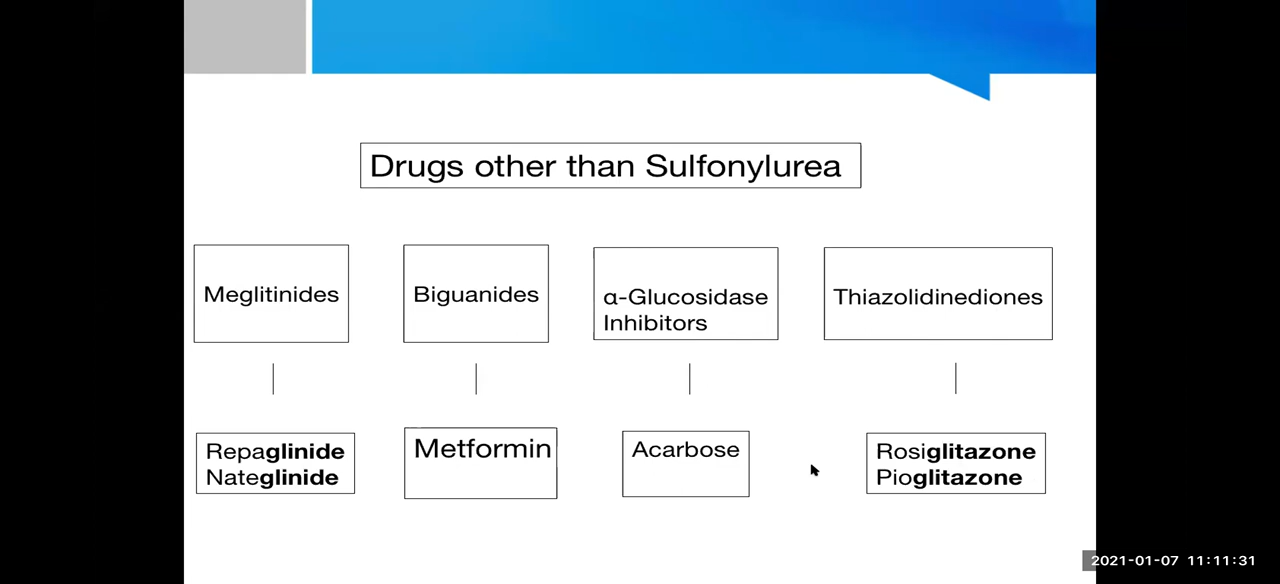 Drugs other than Sulfonylurea
Meglitinides
Biguanides
α-Glucosidase
Inhibitors
Thiazolidinediones
Repaglinide
Nateglinide
Metformin
Acarbose
Rosiglitazone
Pioglitazone
2021-01-07 11:11:31